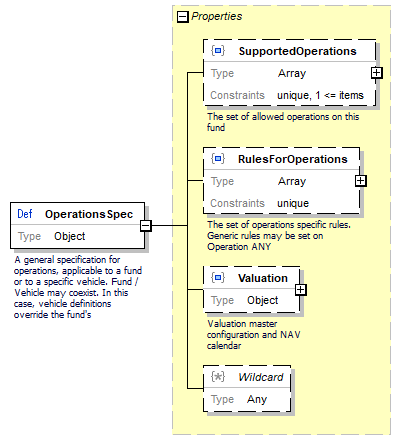 Properties
SupportedOperations
Type Array
Constraints unique, 1 <= items
The set of allowed operations on this
fund
RulesForOperations
Type Array
Constraints unique
The set of operations specific rules.
Generic rules may be set on
Operation ANY
Def OperationsSpec
Type Object
A general specification for
operations, applicable to a fund
or to a specific vehicle. Fund /
Vehicle may coexist. In this
case, vehicle definitions
override the fund's
Valuation
Type Object
Valuation master
configuration and NAV
calendar
{*} Wildcard
Type Any